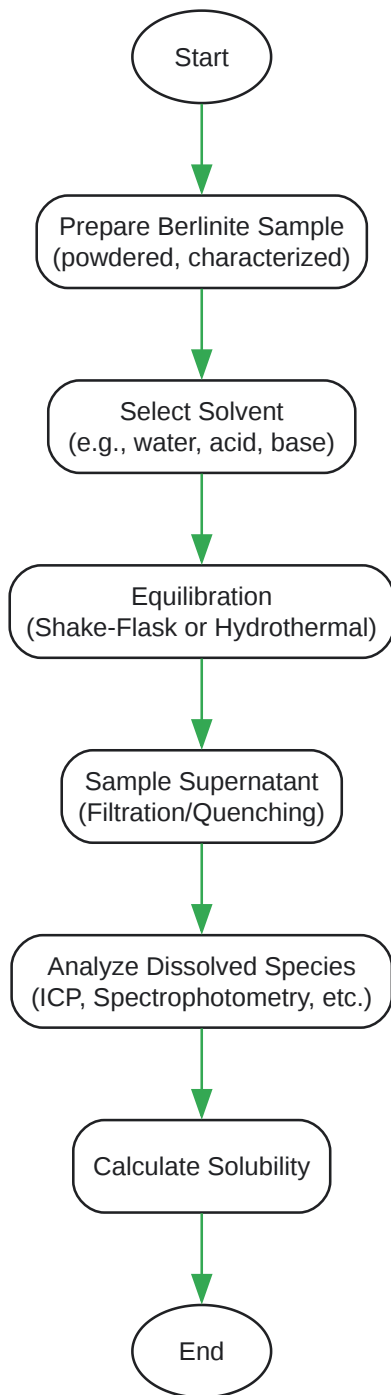 Start
Prepare Berlinite Sample
(powdered, characterized)
Select Solvent
(e.g., water, acid, base)
Equilibration
(Shake-Flask or Hydrothermal)
Sample Supernatant
(Filtration/Quenching)
Analyze Dissolved Species
(ICP, Spectrophotometry, etc.)
Calculate Solubility
End